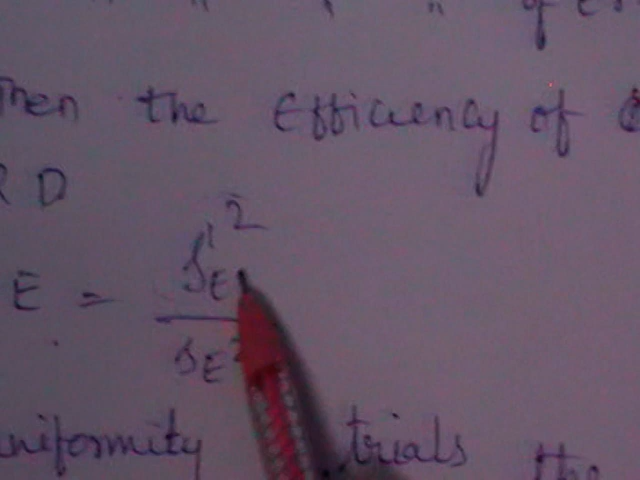 then the Efficiency of
R D
E = S'E² / SE²
uniformity trials the